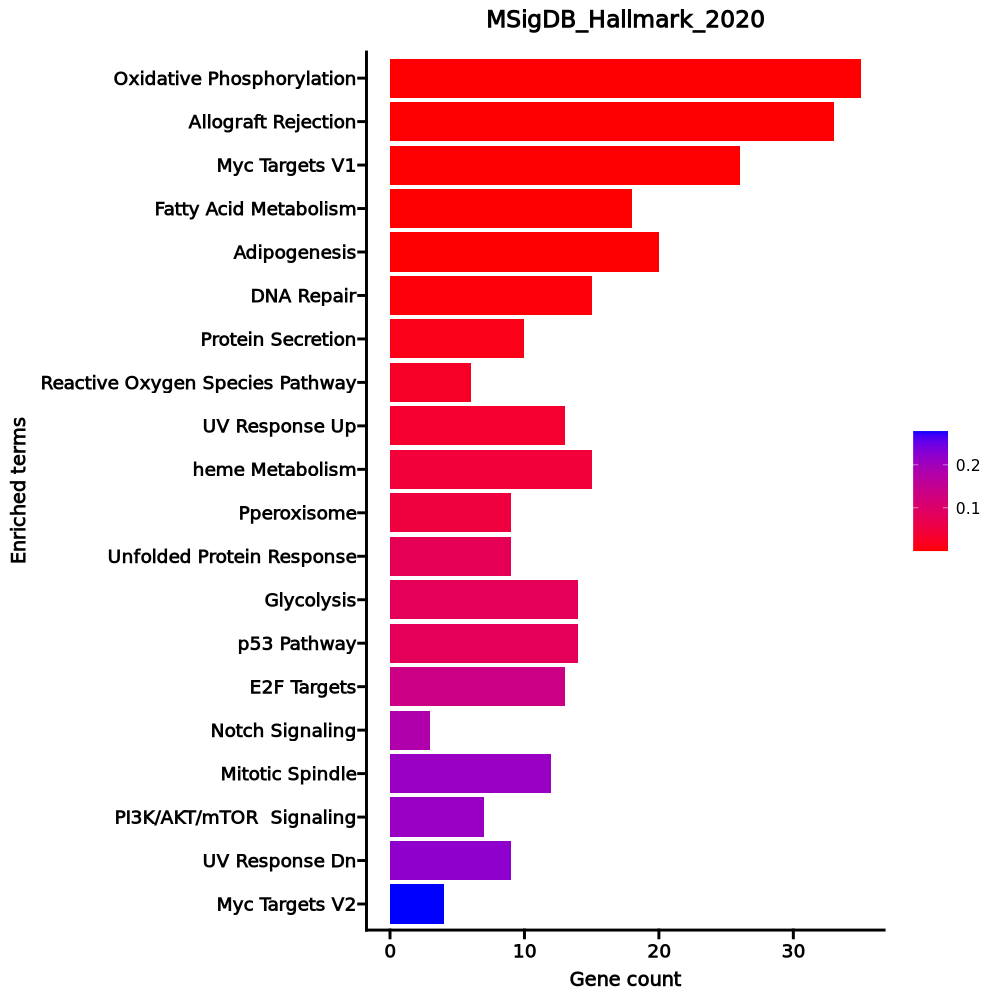 MSigDB_Hallmark_2020
Oxidative Phosphorylation
Allograft Rejection
Myc Targets V1
Fatty Acid Metabolism
Adipogenesis
DNA Repair
Protein Secretion
Reactive Oxygen Species Pathway
UV Response Up
heme Metabolism
Pperoxisome
Unfolded Protein Response
Glycolysis
p53 Pathway
E2F Targets
Notch Signaling
Mitotic Spindle
PI3K/AKT/mTOR  Signaling
UV Response Dn
Myc Targets V2
Enriched terms
0 10 20 30
Gene count
0.2
0.1